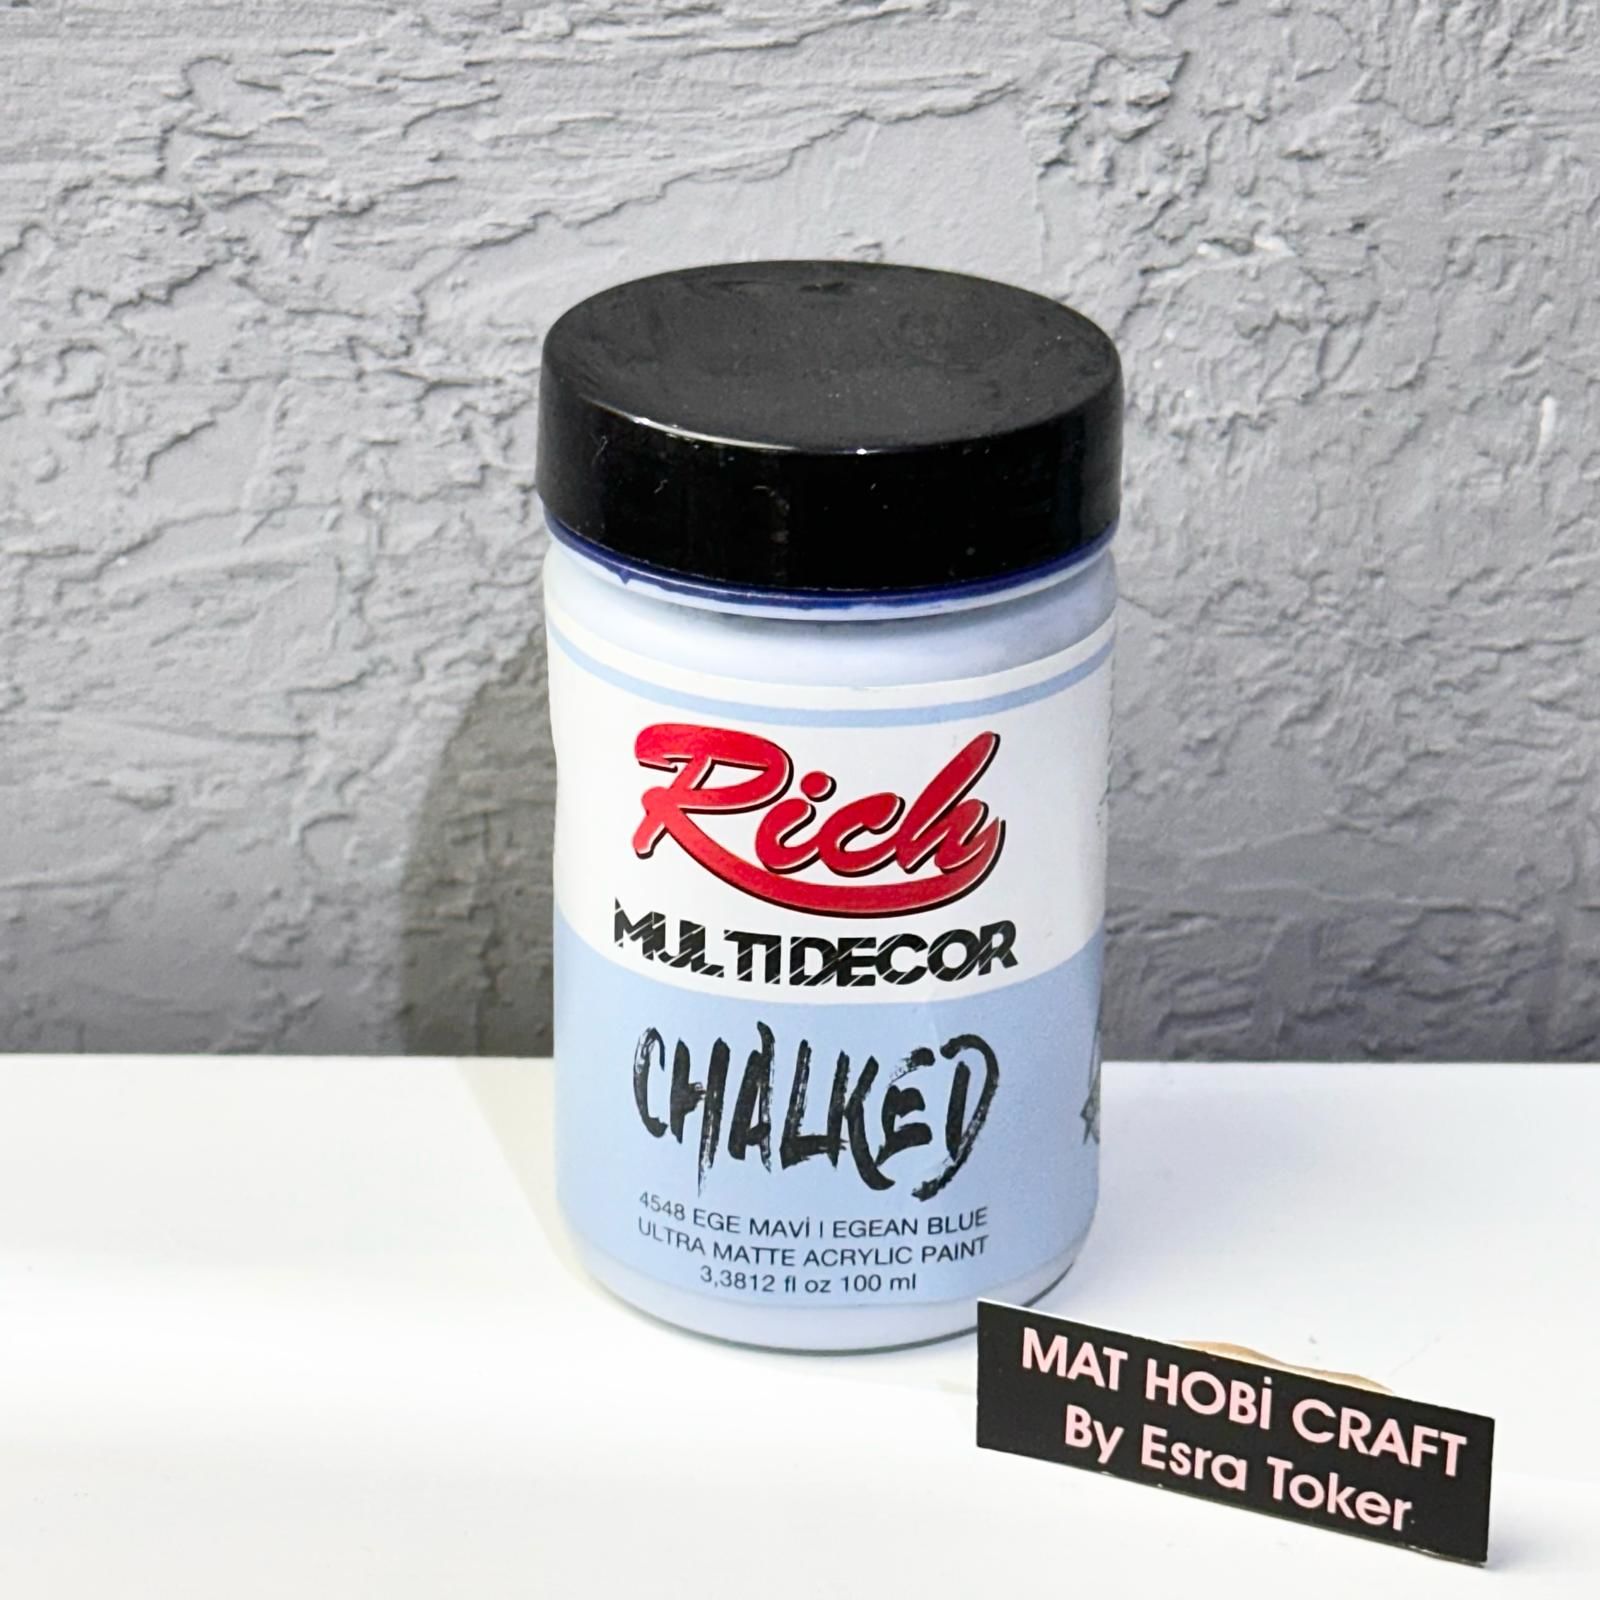 Rich
MULTIDECOR
CHALKED
4548 EGE MAVİ | EGEAN BLUE
ULTRA MATTE ACRYLIC PAINT
3,3812 fl oz 100 ml
MAT HOBİ CRAFT
By Esra Toker